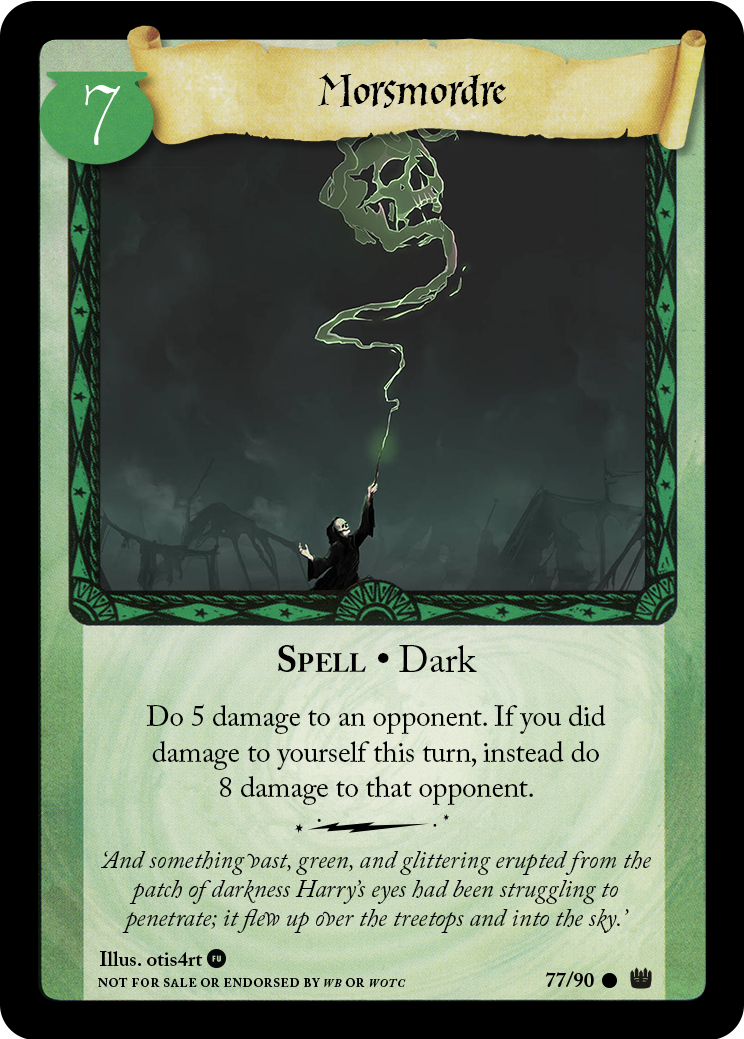 7
Morsmordre
Spell • Dark
Do 5 damage to an opponent. If you did
damage to yourself this turn, instead do
8 damage to that opponent.
‘And something vast, green, and glittering erupted from the
patch of darkness Harry’s eyes had been struggling to
penetrate; it flew up over the treetops and into the sky.’
Illus. otis4rt FU
NOT FOR SALE OR ENDORSED BY WB OR WOTC
77/90